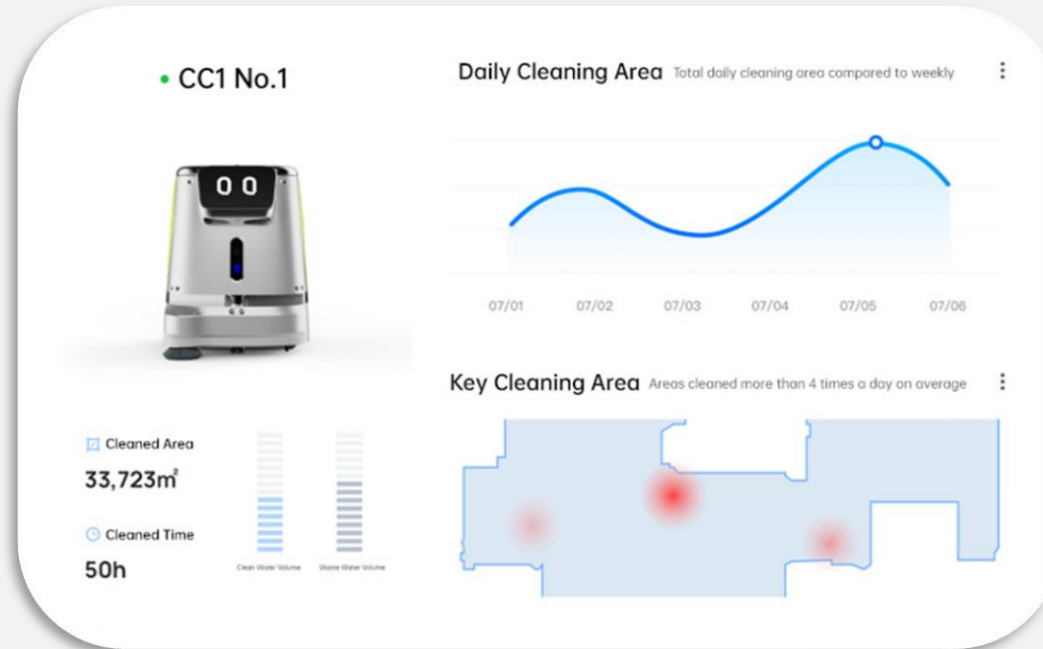 CC1 No.1
Daily Cleaning Area Total daily cleaning area compared to weekly
07/01 07/02 07/03 07/04 07/05 07/06
Key Cleaning Area Areas cleaned more than 4 times a day on average
Cleaned Area
33,723㎡
Cleaned Time
50h
Clean Water Volume Waste Water Volume